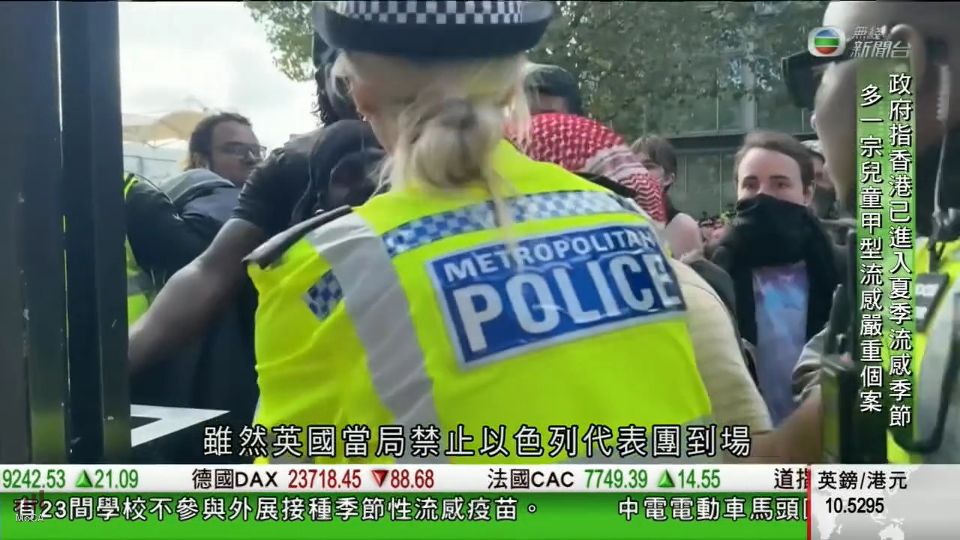 無綫
新聞台
政府指香港已進入夏季流感季節
多一宗兒童甲型流感嚴重個案
METROPOLITAN
POLICE
雖然英國當局禁止以色列代表團到場
9242.53 ▲21.09 德國DAX 23718.45 ▼88.68 法國CAC 7749.39 ▲14.55 道指
英鎊/港元
10.5295
有23間學校不參與外展接種季節性流感疫苗。 中電電動車馬頭